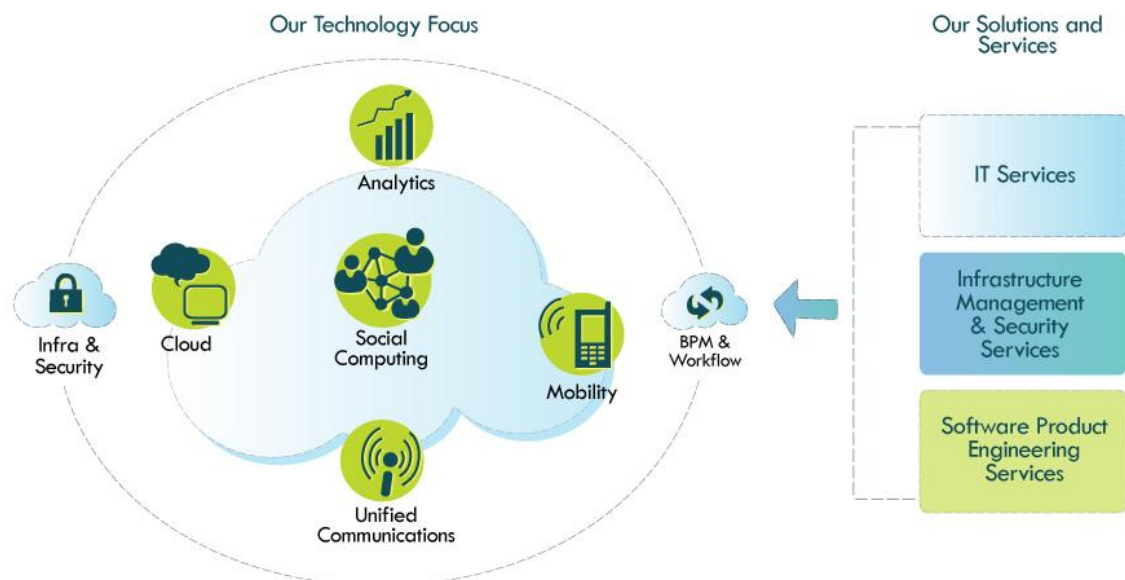 Our Technology Focus
Analytics
Infra &
Security
Cloud
Social
Computing
Mobility
BPM &
Workflow
Unified
Communications
Our Solutions and
Services
IT Services
Infrastructure
Management
& Security
Services
Software Product
Engineering
Services